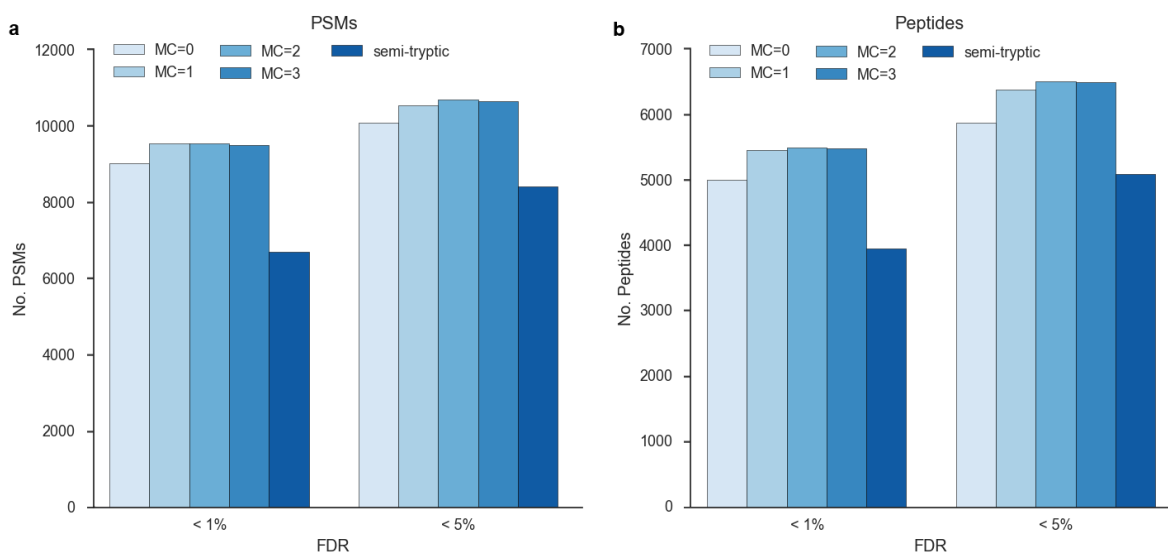 a
PSMs
MC=0
MC=1
MC=2
MC=3
semi-tryptic
12000
10000
8000
6000
4000
2000
0
No. PSMs
< 1%
< 5%
FDR
b
Peptides
MC=0
MC=1
MC=2
MC=3
semi-tryptic
7000
6000
5000
4000
3000
2000
1000
0
No. Peptides
< 1%
< 5%
FDR